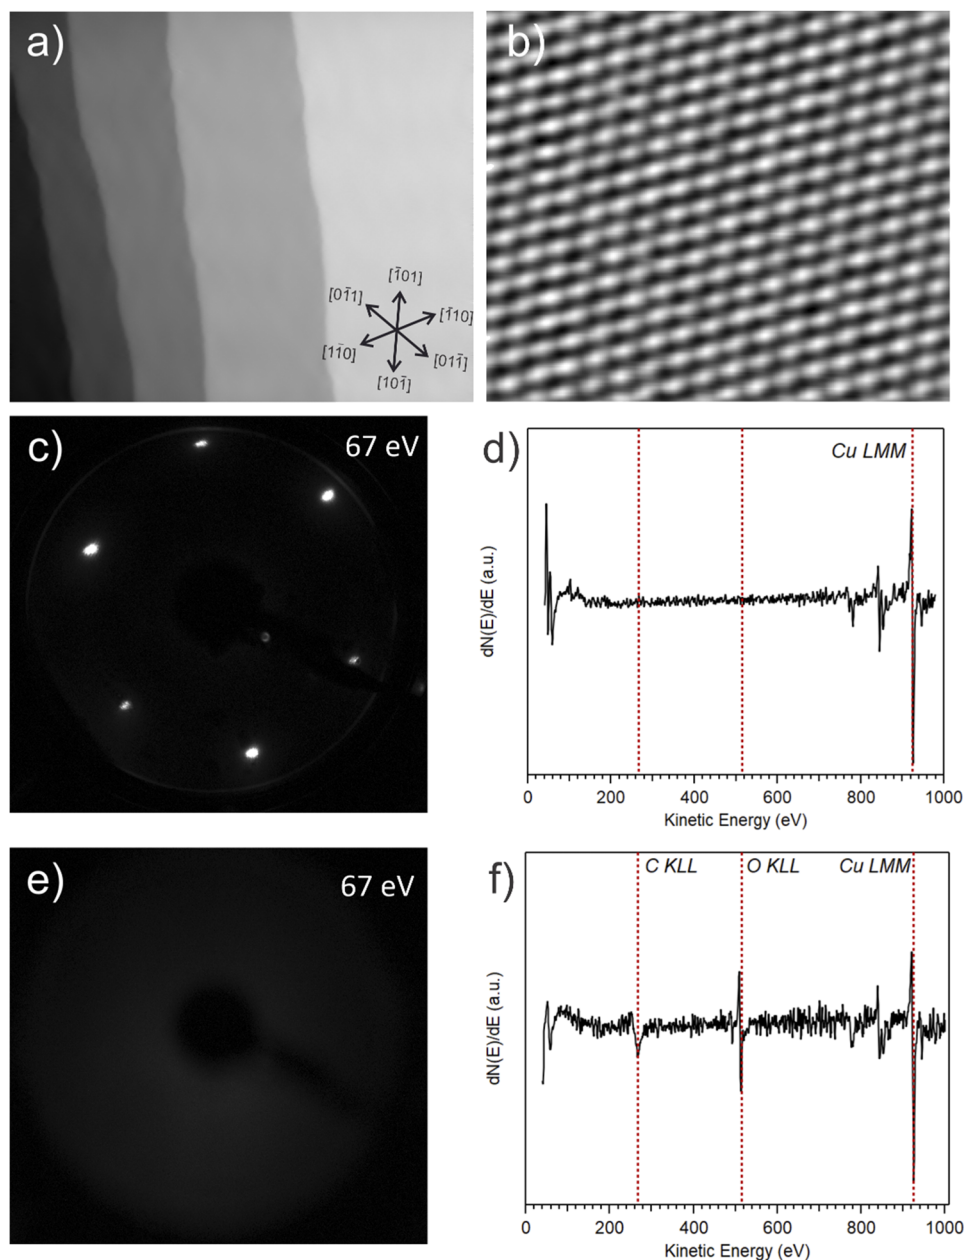 a)
[1̄01]
[01̄1]
[1̄10]
[11̄0]
[011̄]
[101̄]
b)
c)
67 eV
d)
Cu LMM
dN(E)/dE (a.u.)
0
200
400
600
800
1000
Kinetic Energy (eV)
e)
67 eV
f)
C KLL
O KLL
Cu LMM
dN(E)/dE (a.u.)
0
200
400
600
800
1000
Kinetic Energy (eV)